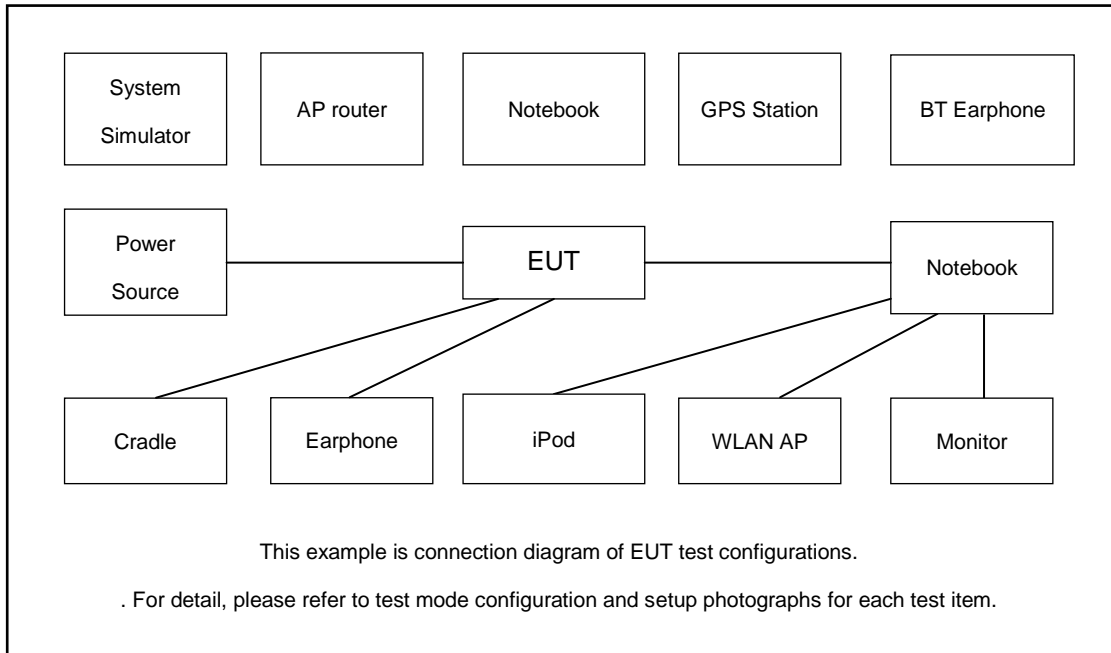 System
Simulator
AP router
Notebook
GPS Station
BT Earphone
Power
Source
EUT
Notebook
Cradle
Earphone
iPod
WLAN AP
Monitor
This example is connection diagram of EUT test configurations.
. For detail, please refer to test mode configuration and setup photographs for each test item.